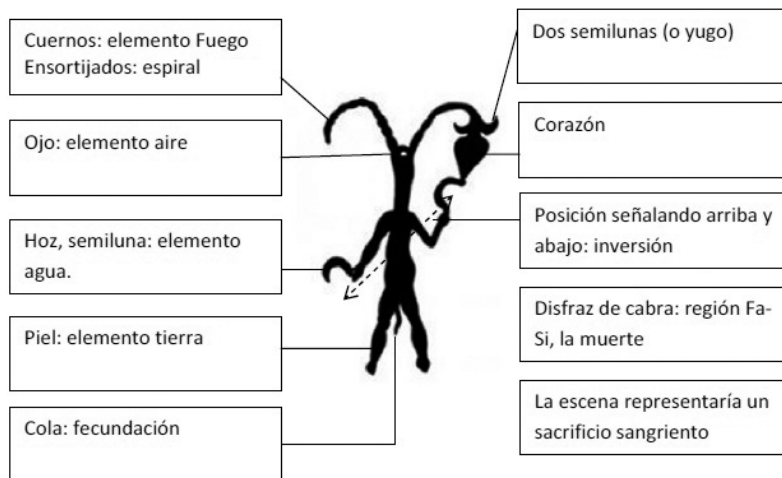 Cuernos: elemento Fuego
Ensortijados: espiral
Ojo: elemento aire
Hoz, semiluna: elemento
agua.
Piel: elemento tierra
Cola: fecundación
Dos semilunas (o yugo)
Corazón
Posición señalando arriba y
abajo: inversión
Disfraz de cabra: región Fa-
Si, la muerte
La escena representaría un
sacrificio sangriento